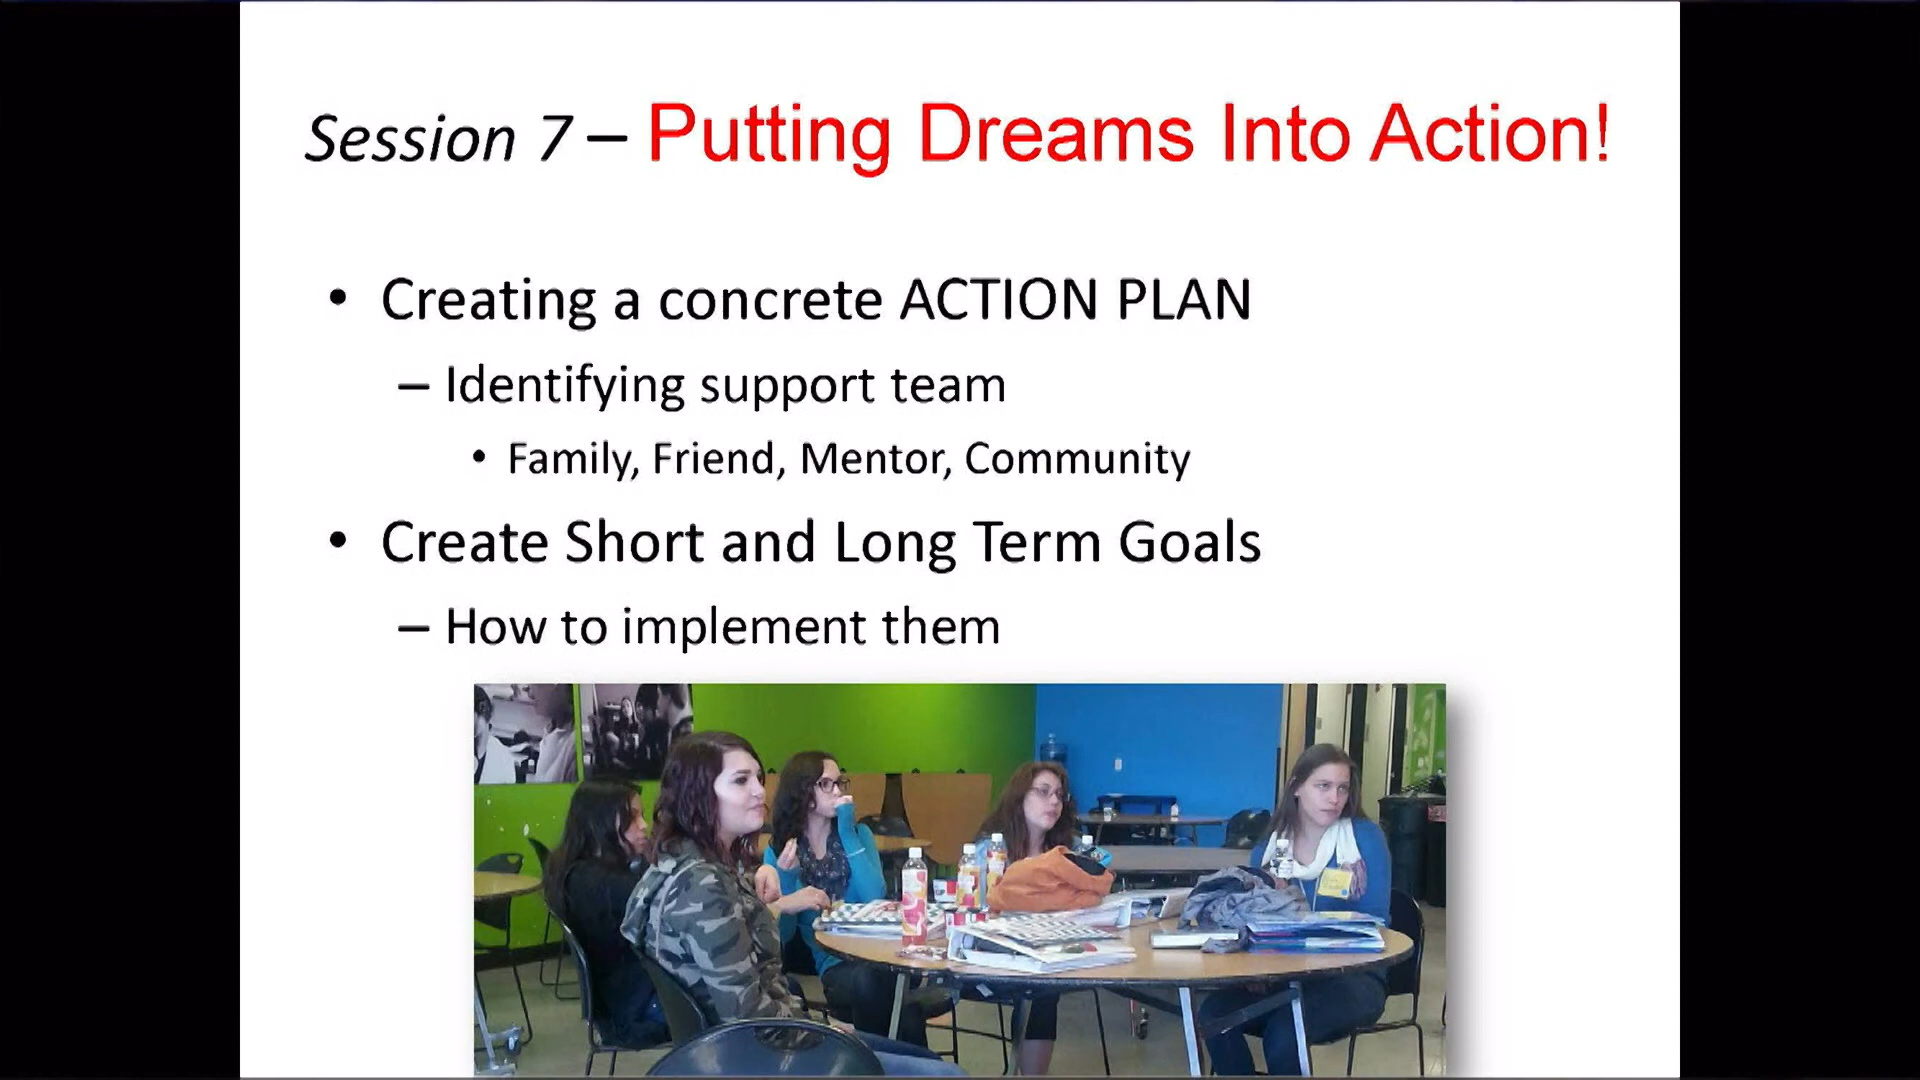 Session 7 – Putting Dreams Into Action!
• Creating a concrete ACTION PLAN
– Identifying support team
• Family, Friend, Mentor, Community
• Create Short and Long Term Goals
– How to implement them